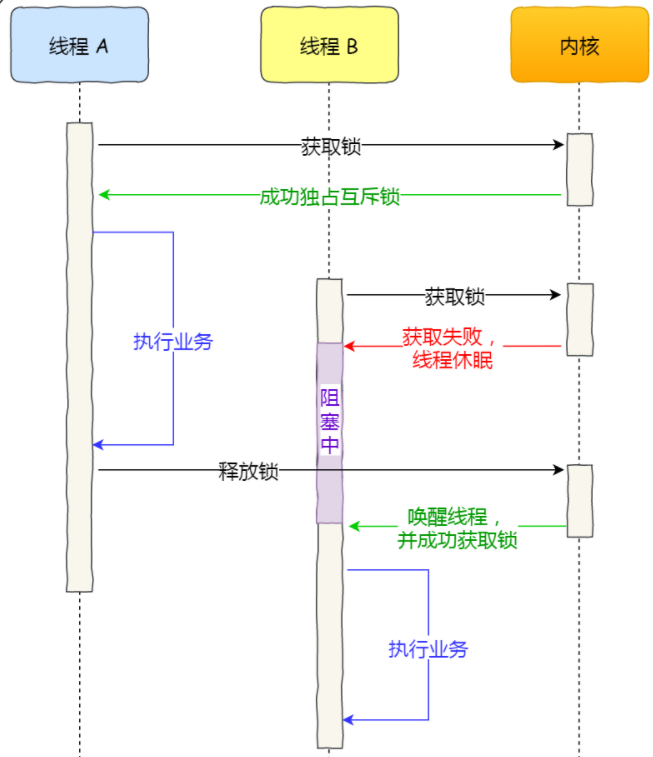 线程 A
线程 B
内核
获取锁
成功独占互斥锁
获取锁
执行业务
获取失败，
线程休眠
阻
塞
中
释放锁
唤醒线程，
并成功获取锁
执行业务